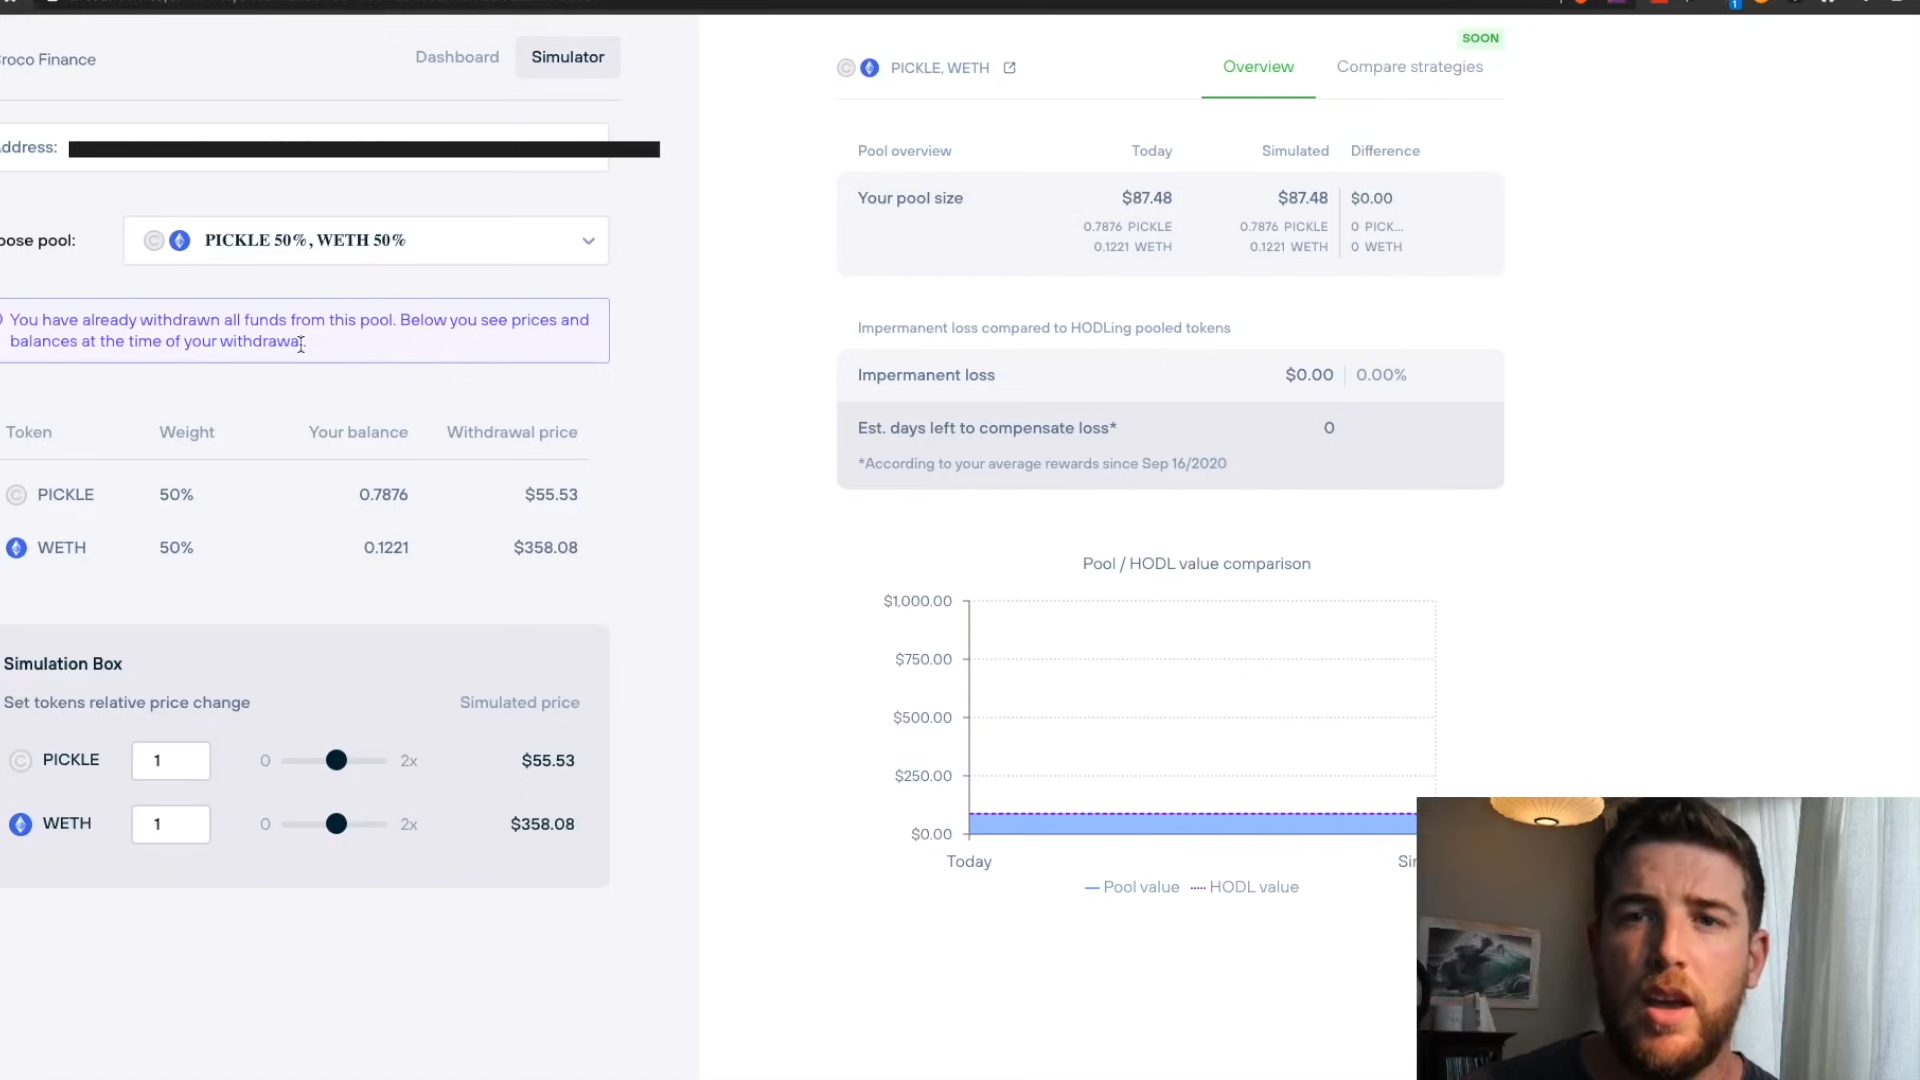 roco Finance
Dashboard
Simulator
ddress:
oose pool:
PICKLE 50%, WETH 50%
You have already withdrawn all funds from this pool. Below you see prices and
balances at the time of your withdrawal.
Token Weight Your balance Withdrawal price
PICKLE 50% 0.7876 $55.53
WETH 50% 0.1221 $358.08
Simulation Box
Set tokens relative price change Simulated price
PICKLE 1 0 2x $55.53
WETH 1 0 2x $358.08
SOON
PICKLE, WETH
Overview
Compare strategies
Pool overview Today Simulated Difference
Your pool size $87.48 $87.48 $0.00
0.7876 PICKLE 0.7876 PICKLE 0 PICK...
0.1221 WETH 0.1221 WETH 0 WETH
Impermanent loss compared to HODLing pooled tokens
Impermanent loss $0.00 0.00%
Est. days left to compensate loss* 0
*According to your average rewards since Sep 16/2020
Pool / HODL value comparison
$1,000.00
$750.00
$500.00
$250.00
$0.00
Today Sir
Pool value HODL value
1